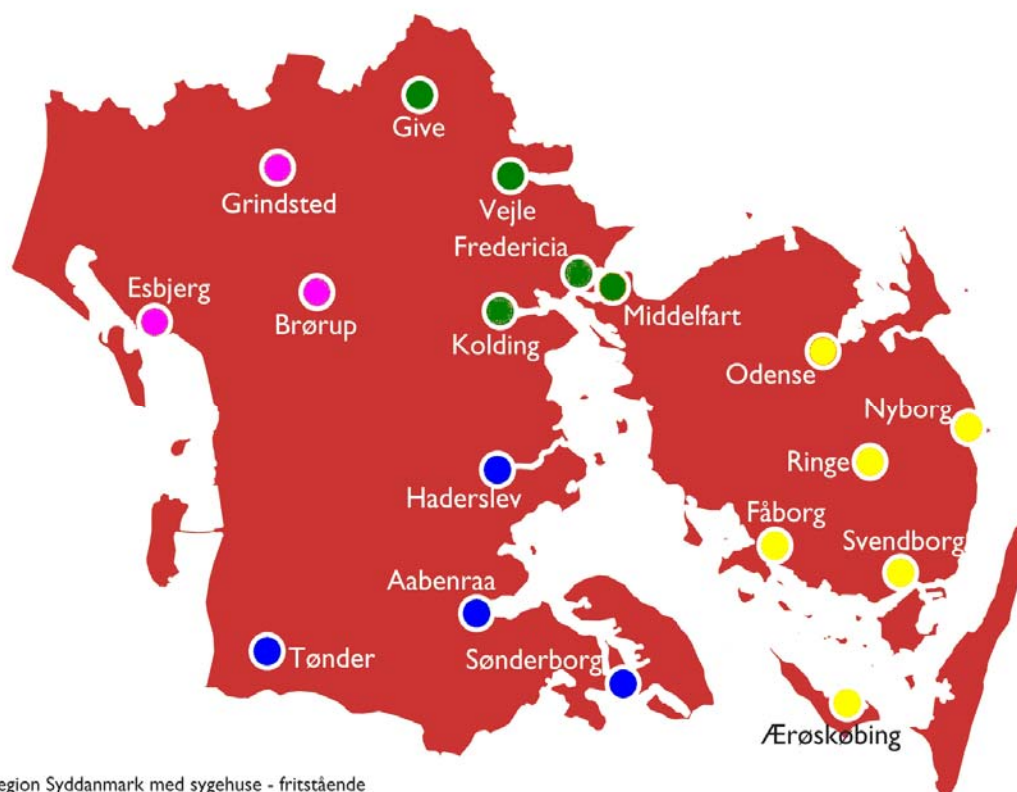 Give
Grindsted
Vejle
Fredericia
Esbjerg
Brørup
Middelfart
Kolding
Odense
Nyborg
Ringe
Haderslev
Fåborg
Svendborg
Aabenraa
Tønder
Sønderborg
Ærøskøbing
egion Syddanmark med sygehuse - fritstående